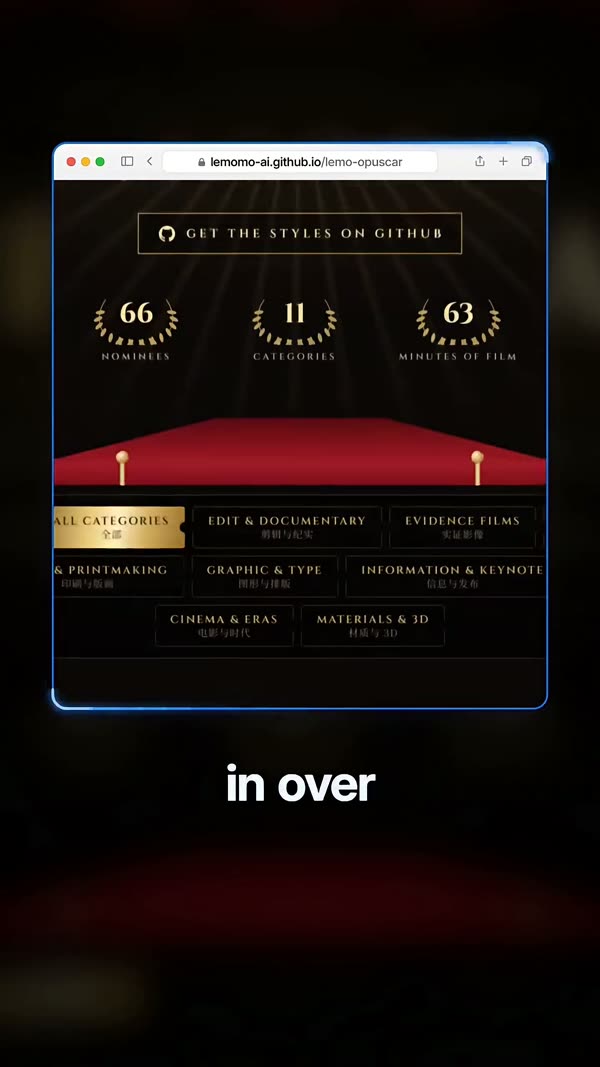 lemomo-ai.github.io/lemo-opuscar
GET THE STYLES ON GITHUB
66
NOMINEES
11
CATEGORIES
63
MINUTES OF FILM
ALL CATEGORIES
全部
EDIT & DOCUMENTARY
剪辑与纪实
EVIDENCE FILMS
实证影像
& PRINTMAKING
印刷与版画
GRAPHIC & TYPE
图形与排版
INFORMATION & KEYNOTE
信息与发布
CINEMA & ERAS
电影与时代
MATERIALS & 3D
材质与 3D
in over